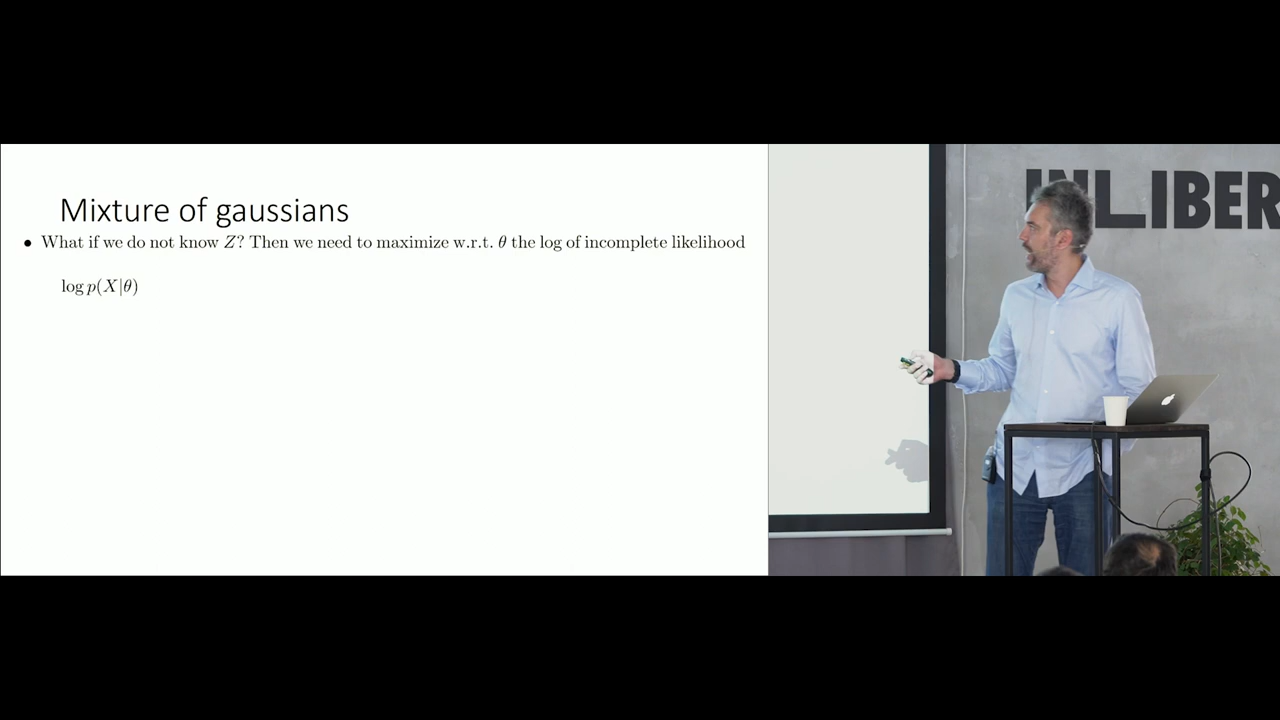 Mixture of gaussians
• What if we do not know Z? Then we need to maximize w.r.t. θ the log of incomplete likelihood
log p(X|θ)
INLIBER